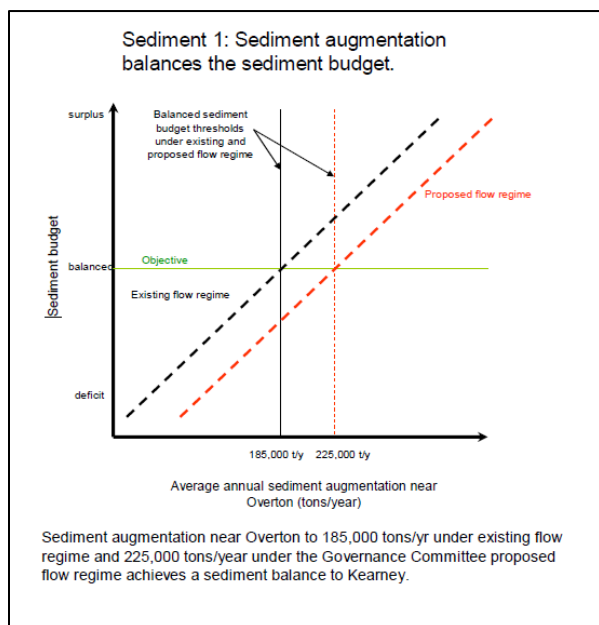 Sediment 1: Sediment augmentation
balances the sediment budget.
surplus
Balanced sediment
budget thresholds
under existing and
proposed flow regime
Proposed flow regime
|Sediment budget
balanced
Objective
Existing flow regime
deficit
185,000 t/y
225,000 t/y
Average annual sediment augmentation near
Overton (tons/year)
Sediment augmentation near Overton to 185,000 tons/yr under existing flow
regime and 225,000 tons/year under the Governance Committee proposed
flow regime achieves a sediment balance to Kearney.